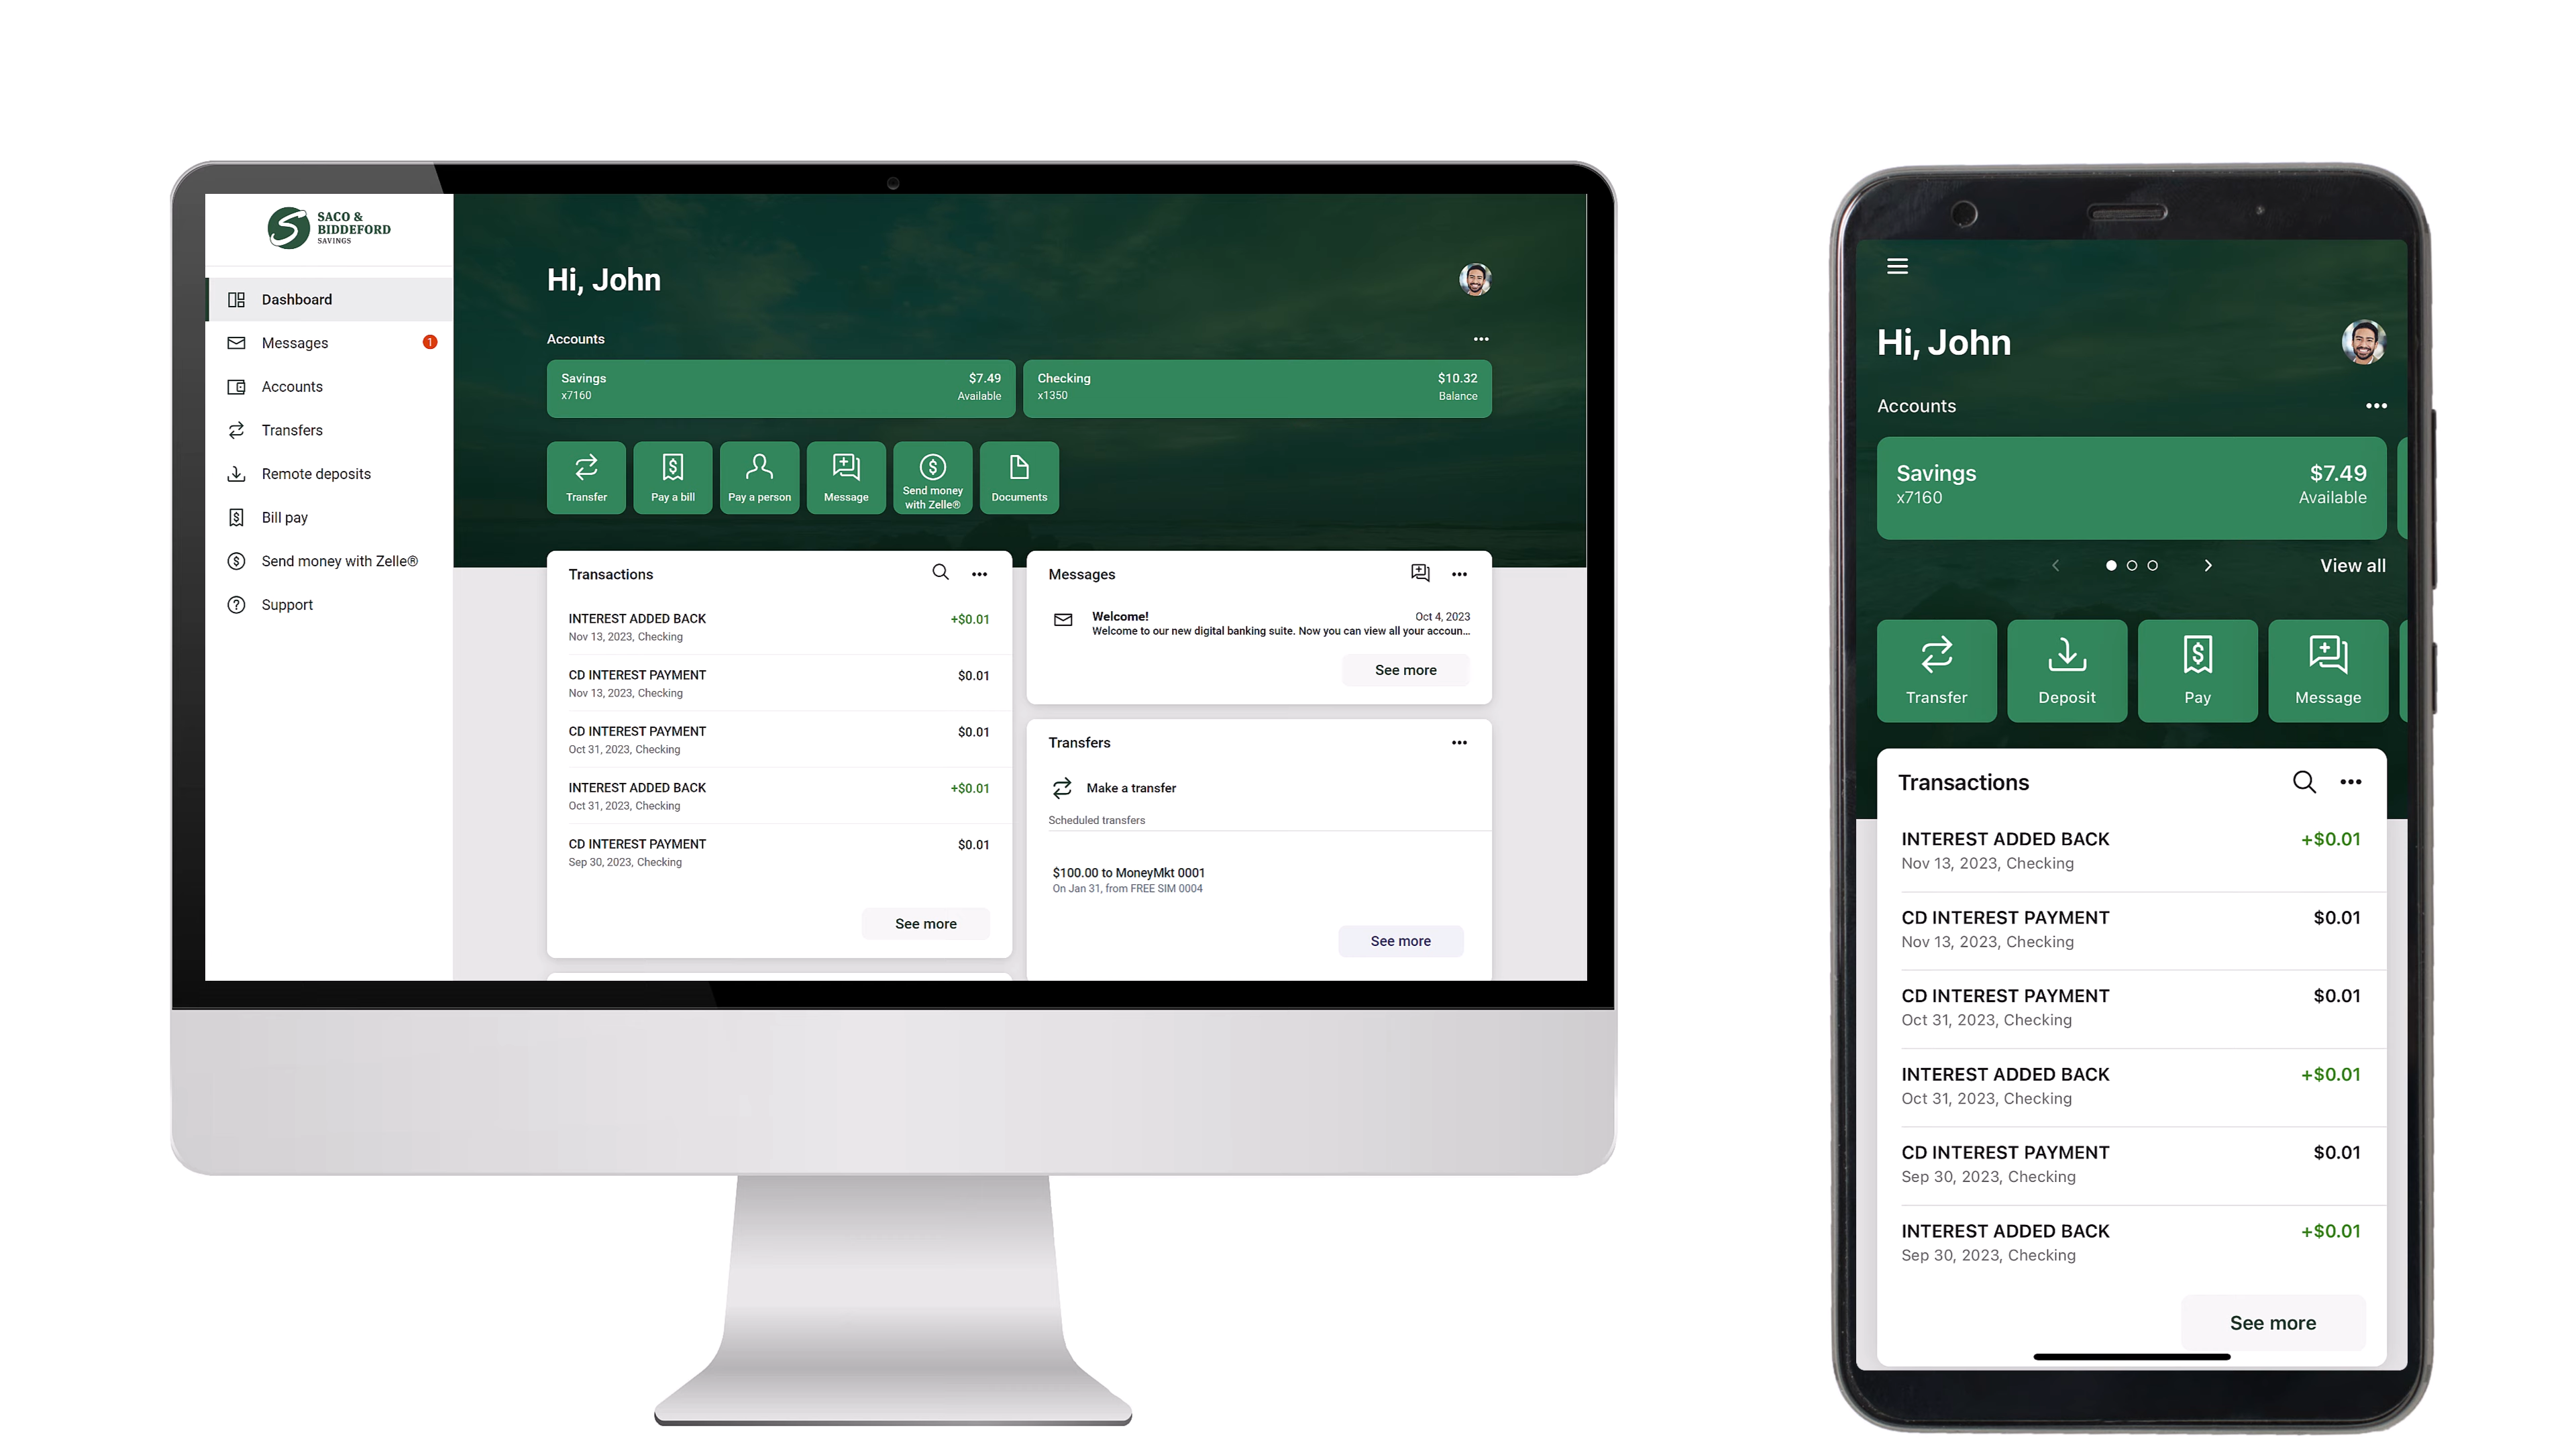 SACO &
BIDDEFORD
SAVINGS
Dashboard
Messages
1
Accounts
Transfers
Remote deposits
Bill pay
Send money with Zelle®
Support
Hi, John
Accounts
Savings
$7.49
x7160
Available
Checking
$10.32
x1350
Balance
Transfer
Pay a bill
Pay a person
Message
Send money
with Zelle®
Documents
Transactions
INTEREST ADDED BACK
+$0.01
Nov 13, 2023, Checking
CD INTEREST PAYMENT
$0.01
Nov 13, 2023, Checking
CD INTEREST PAYMENT
$0.01
Oct 31, 2023, Checking
INTEREST ADDED BACK
+$0.01
Oct 31, 2023, Checking
CD INTEREST PAYMENT
$0.01
Sep 30, 2023, Checking
See more
Messages
Welcome!
Oct 4, 2023
Welcome to our new digital banking suite. Now you can view all your accoun...
See more
Transfers
Make a transfer
Scheduled transfers
$100.00 to MoneyMkt 0001
On Jan 31, from FREE SIM 0004
See more
Hi, John
Accounts
Savings
$7.49
x7160
Available
View all
Transfer
Deposit
Pay
Message
Transactions
INTEREST ADDED BACK
+$0.01
Nov 13, 2023, Checking
CD INTEREST PAYMENT
$0.01
Nov 13, 2023, Checking
CD INTEREST PAYMENT
$0.01
Oct 31, 2023, Checking
INTEREST ADDED BACK
+$0.01
Oct 31, 2023, Checking
CD INTEREST PAYMENT
$0.01
Sep 30, 2023, Checking
INTEREST ADDED BACK
+$0.01
Sep 30, 2023, Checking
See more